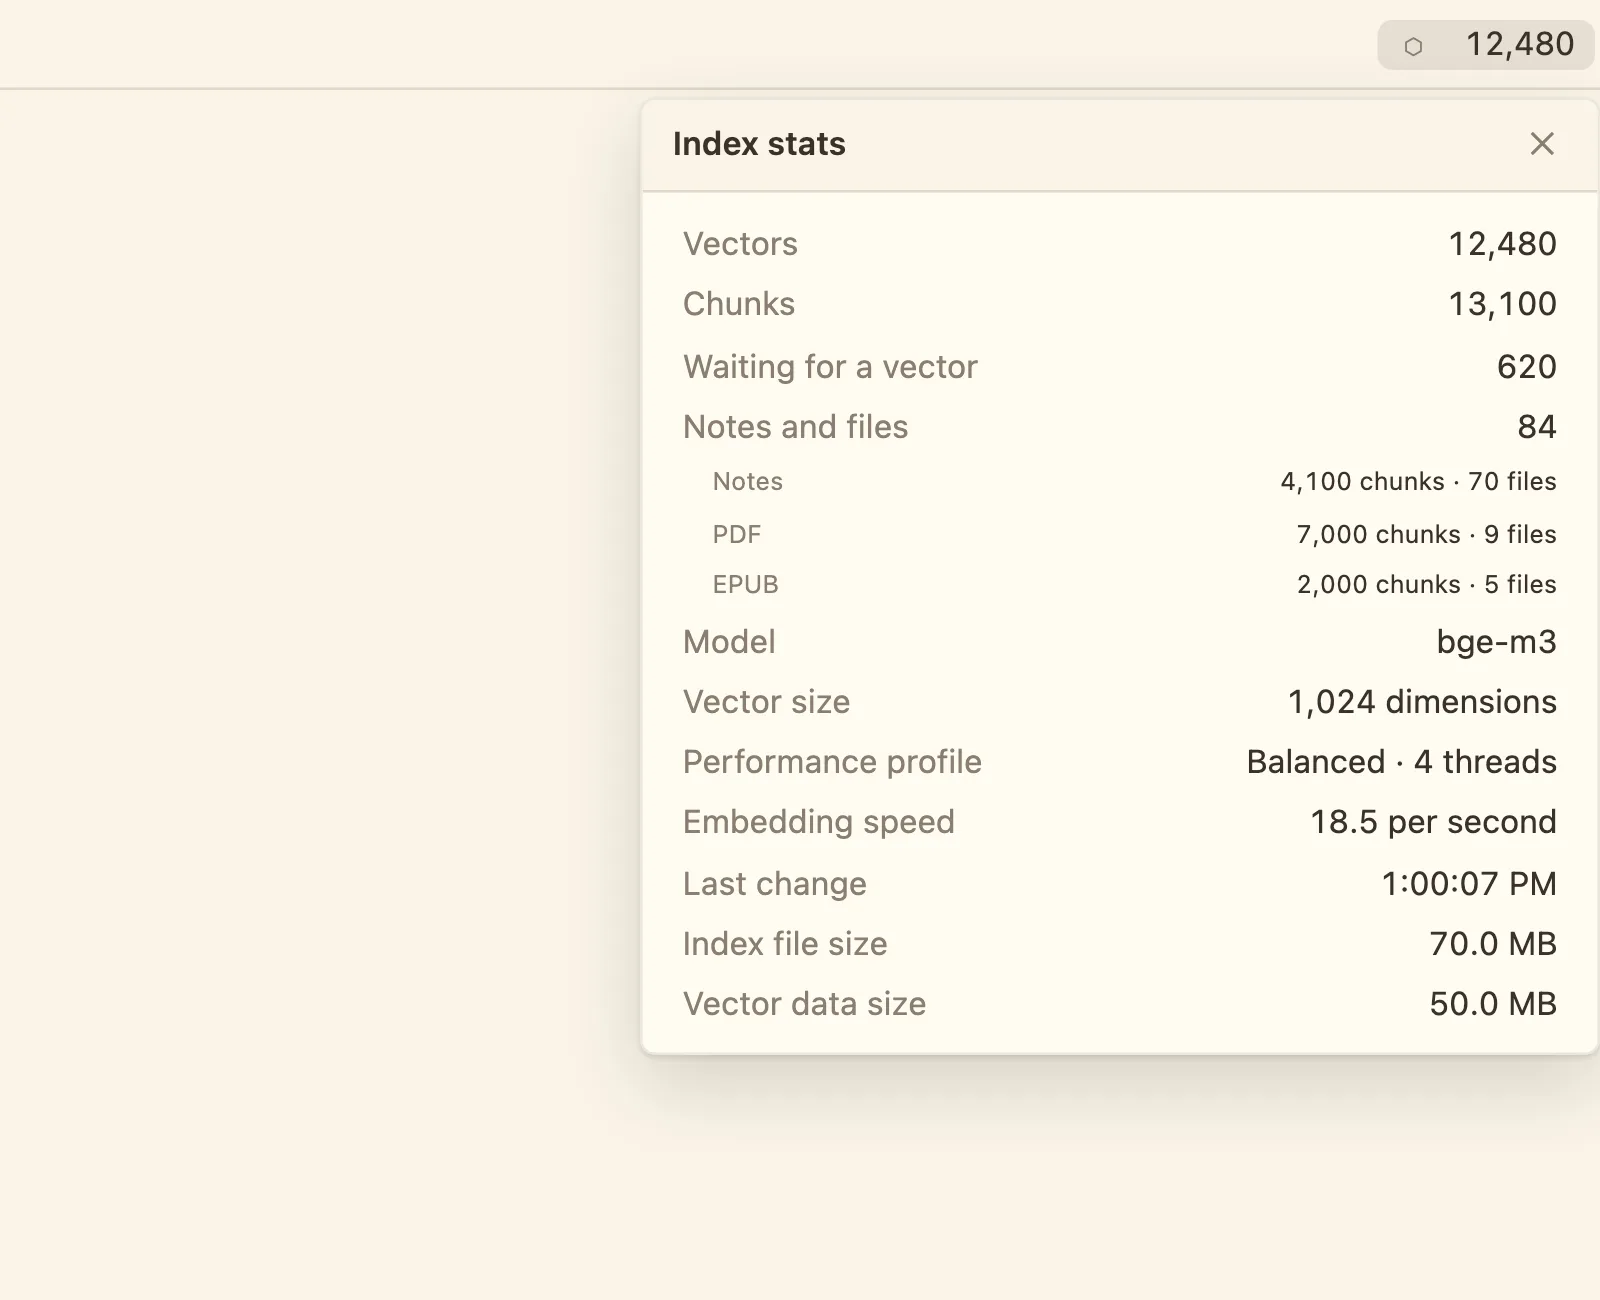 12,480
Index stats
Vectors 12,480
Chunks 13,100
Waiting for a vector 620
Notes and files 84
Notes 4,100 chunks · 70 files
PDF 7,000 chunks · 9 files
EPUB 2,000 chunks · 5 files
Model bge-m3
Vector size 1,024 dimensions
Performance profile Balanced · 4 threads
Embedding speed 18.5 per second
Last change 1:00:07 PM
Index file size 70.0 MB
Vector data size 50.0 MB